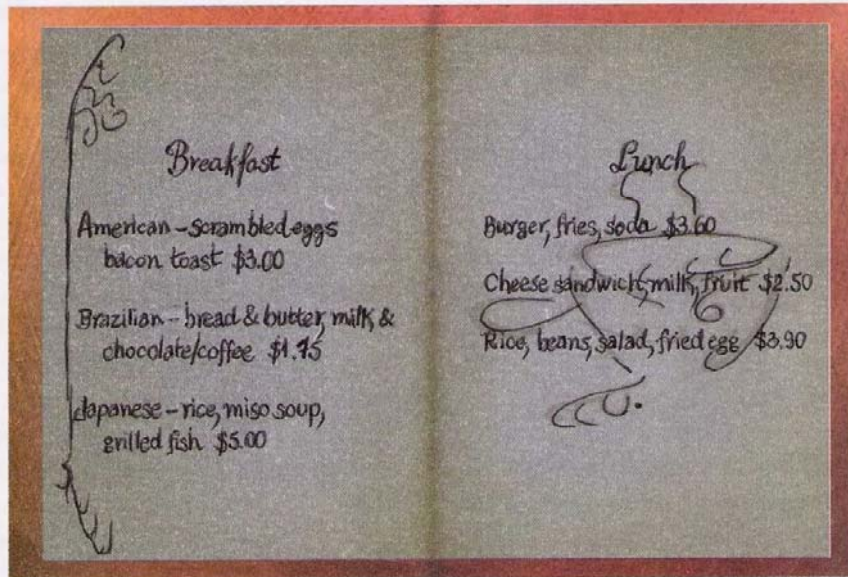 Breakfast
American – scrambled eggs
bacon toast $3.00
Brazilian – bread & butter, milk &
chocolate/coffee $1.75
Japanese – rice, miso soup,
grilled fish $5.00
Lunch
Burger, fries, soda $3.60
Cheese sandwich, milk, fruit $2.50
Rice, beans, salad, fried egg $3.90